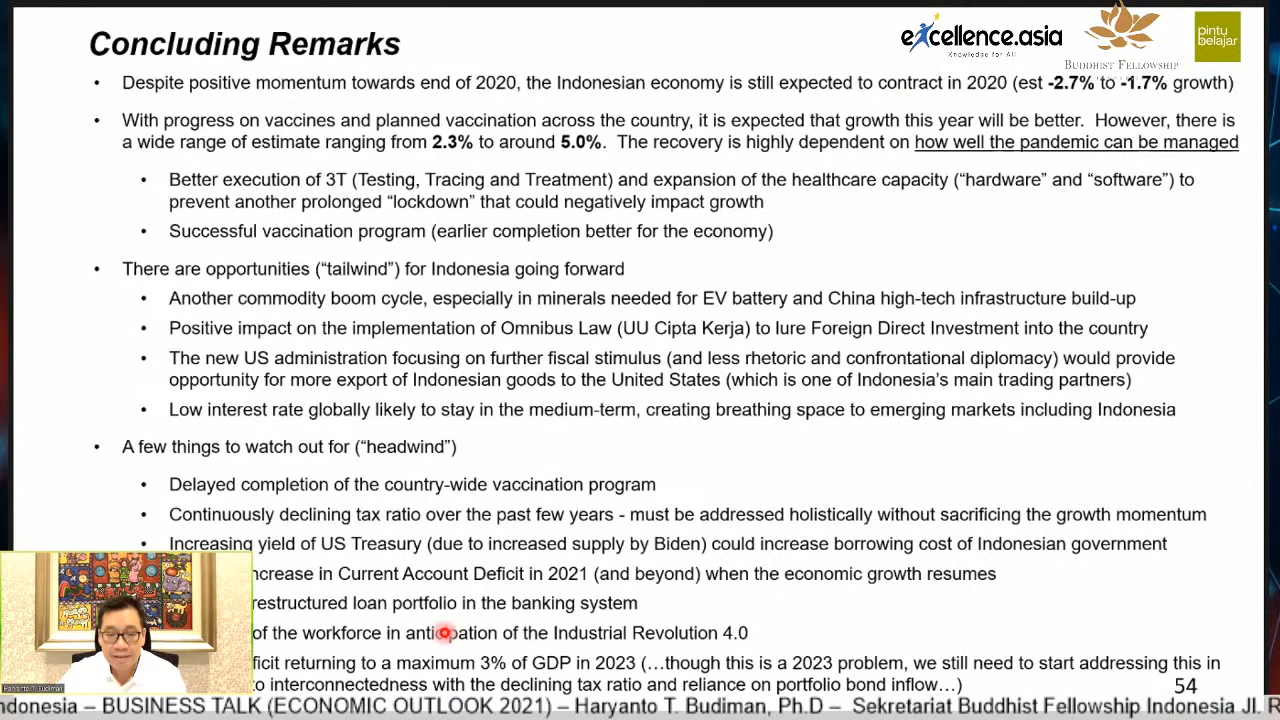 Concluding Remarks
excellence.asia
Knowledge for All
BUDDHIST FELLOWSHIP
pintu
belajar
• Despite positive momentum towards end of 2020, the Indonesian economy is still expected to contract in 2020 (est -2.7% to -1.7% growth)
• With progress on vaccines and planned vaccination across the country, it is expected that growth this year will be better. However, there is
a wide range of estimate ranging from 2.3% to around 5.0%. The recovery is highly dependent on how well the pandemic can be managed
• Better execution of 3T (Testing, Tracing and Treatment) and expansion of the healthcare capacity (“hardware” and “software”) to
prevent another prolonged “lockdown” that could negatively impact growth
• Successful vaccination program (earlier completion better for the economy)
• There are opportunities (“tailwind”) for Indonesia going forward
• Another commodity boom cycle, especially in minerals needed for EV battery and China high-tech infrastructure build-up
• Positive impact on the implementation of Omnibus Law (UU Cipta Kerja) to lure Foreign Direct Investment into the country
• The new US administration focusing on further fiscal stimulus (and less rhetoric and confrontational diplomacy) would provide
opportunity for more export of Indonesian goods to the United States (which is one of Indonesia’s main trading partners)
• Low interest rate globally likely to stay in the medium-term, creating breathing space to emerging markets including Indonesia
• A few things to watch out for (“headwind”)
• Delayed completion of the country-wide vaccination program
• Continuously declining tax ratio over the past few years - must be addressed holistically without sacrificing the growth momentum
• Increasing yield of US Treasury (due to increased supply by Biden) could increase borrowing cost of Indonesian government
ncrease in Current Account Deficit in 2021 (and beyond) when the economic growth resumes
restructured loan portfolio in the banking system
of the workforce in anticipation of the Industrial Revolution 4.0
ficit returning to a maximum 3% of GDP in 2023 (…though this is a 2023 problem, we still need to start addressing this in
o interconnectedness with the declining tax ratio and reliance on portfolio bond inflow…)
54
Haryanto T. Budiman
ndonesia – BUSINESS TALK (ECONOMIC OUTLOOK 2021) – Haryanto T. Budiman, Ph.D – Sekretariat Buddhist Fellowship Indonesia Jl. R